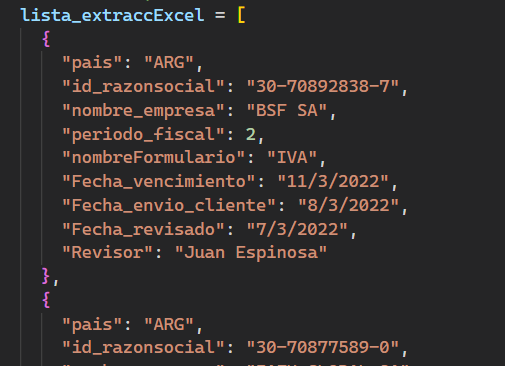 lista_extraccExcel = [
{
"pais": "ARG",
"id_razonsocial": "30-70892838-7",
"nombre_empresa": "BSF SA",
"periodo_fiscal": 2,
"nombreFormulario": "IVA",
"Fecha_vencimiento": "11/3/2022",
"Fecha_envio_cliente": "8/3/2022",
"Fecha_revisado": "7/3/2022",
"Revisor": "Juan Espinosa"
},
{
"pais": "ARG",
"id_razonsocial": "30-70877589-0",